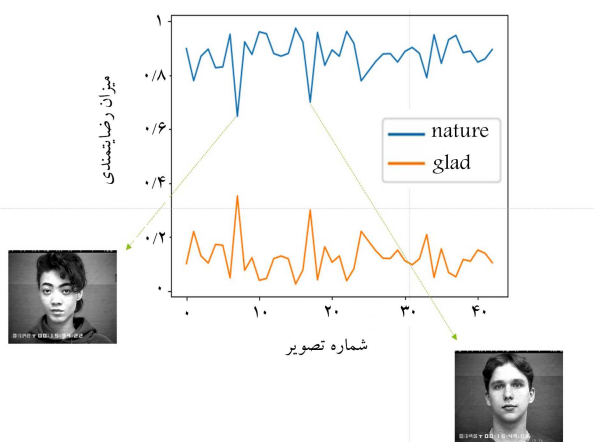 ۱
۰/۸
۰/۶
۰/۴
۰/۲
۰
میزان رضایتمندی
nature
glad
۰ ۱۰ ۲۰ ۳۰ ۴۰
شماره تصویر